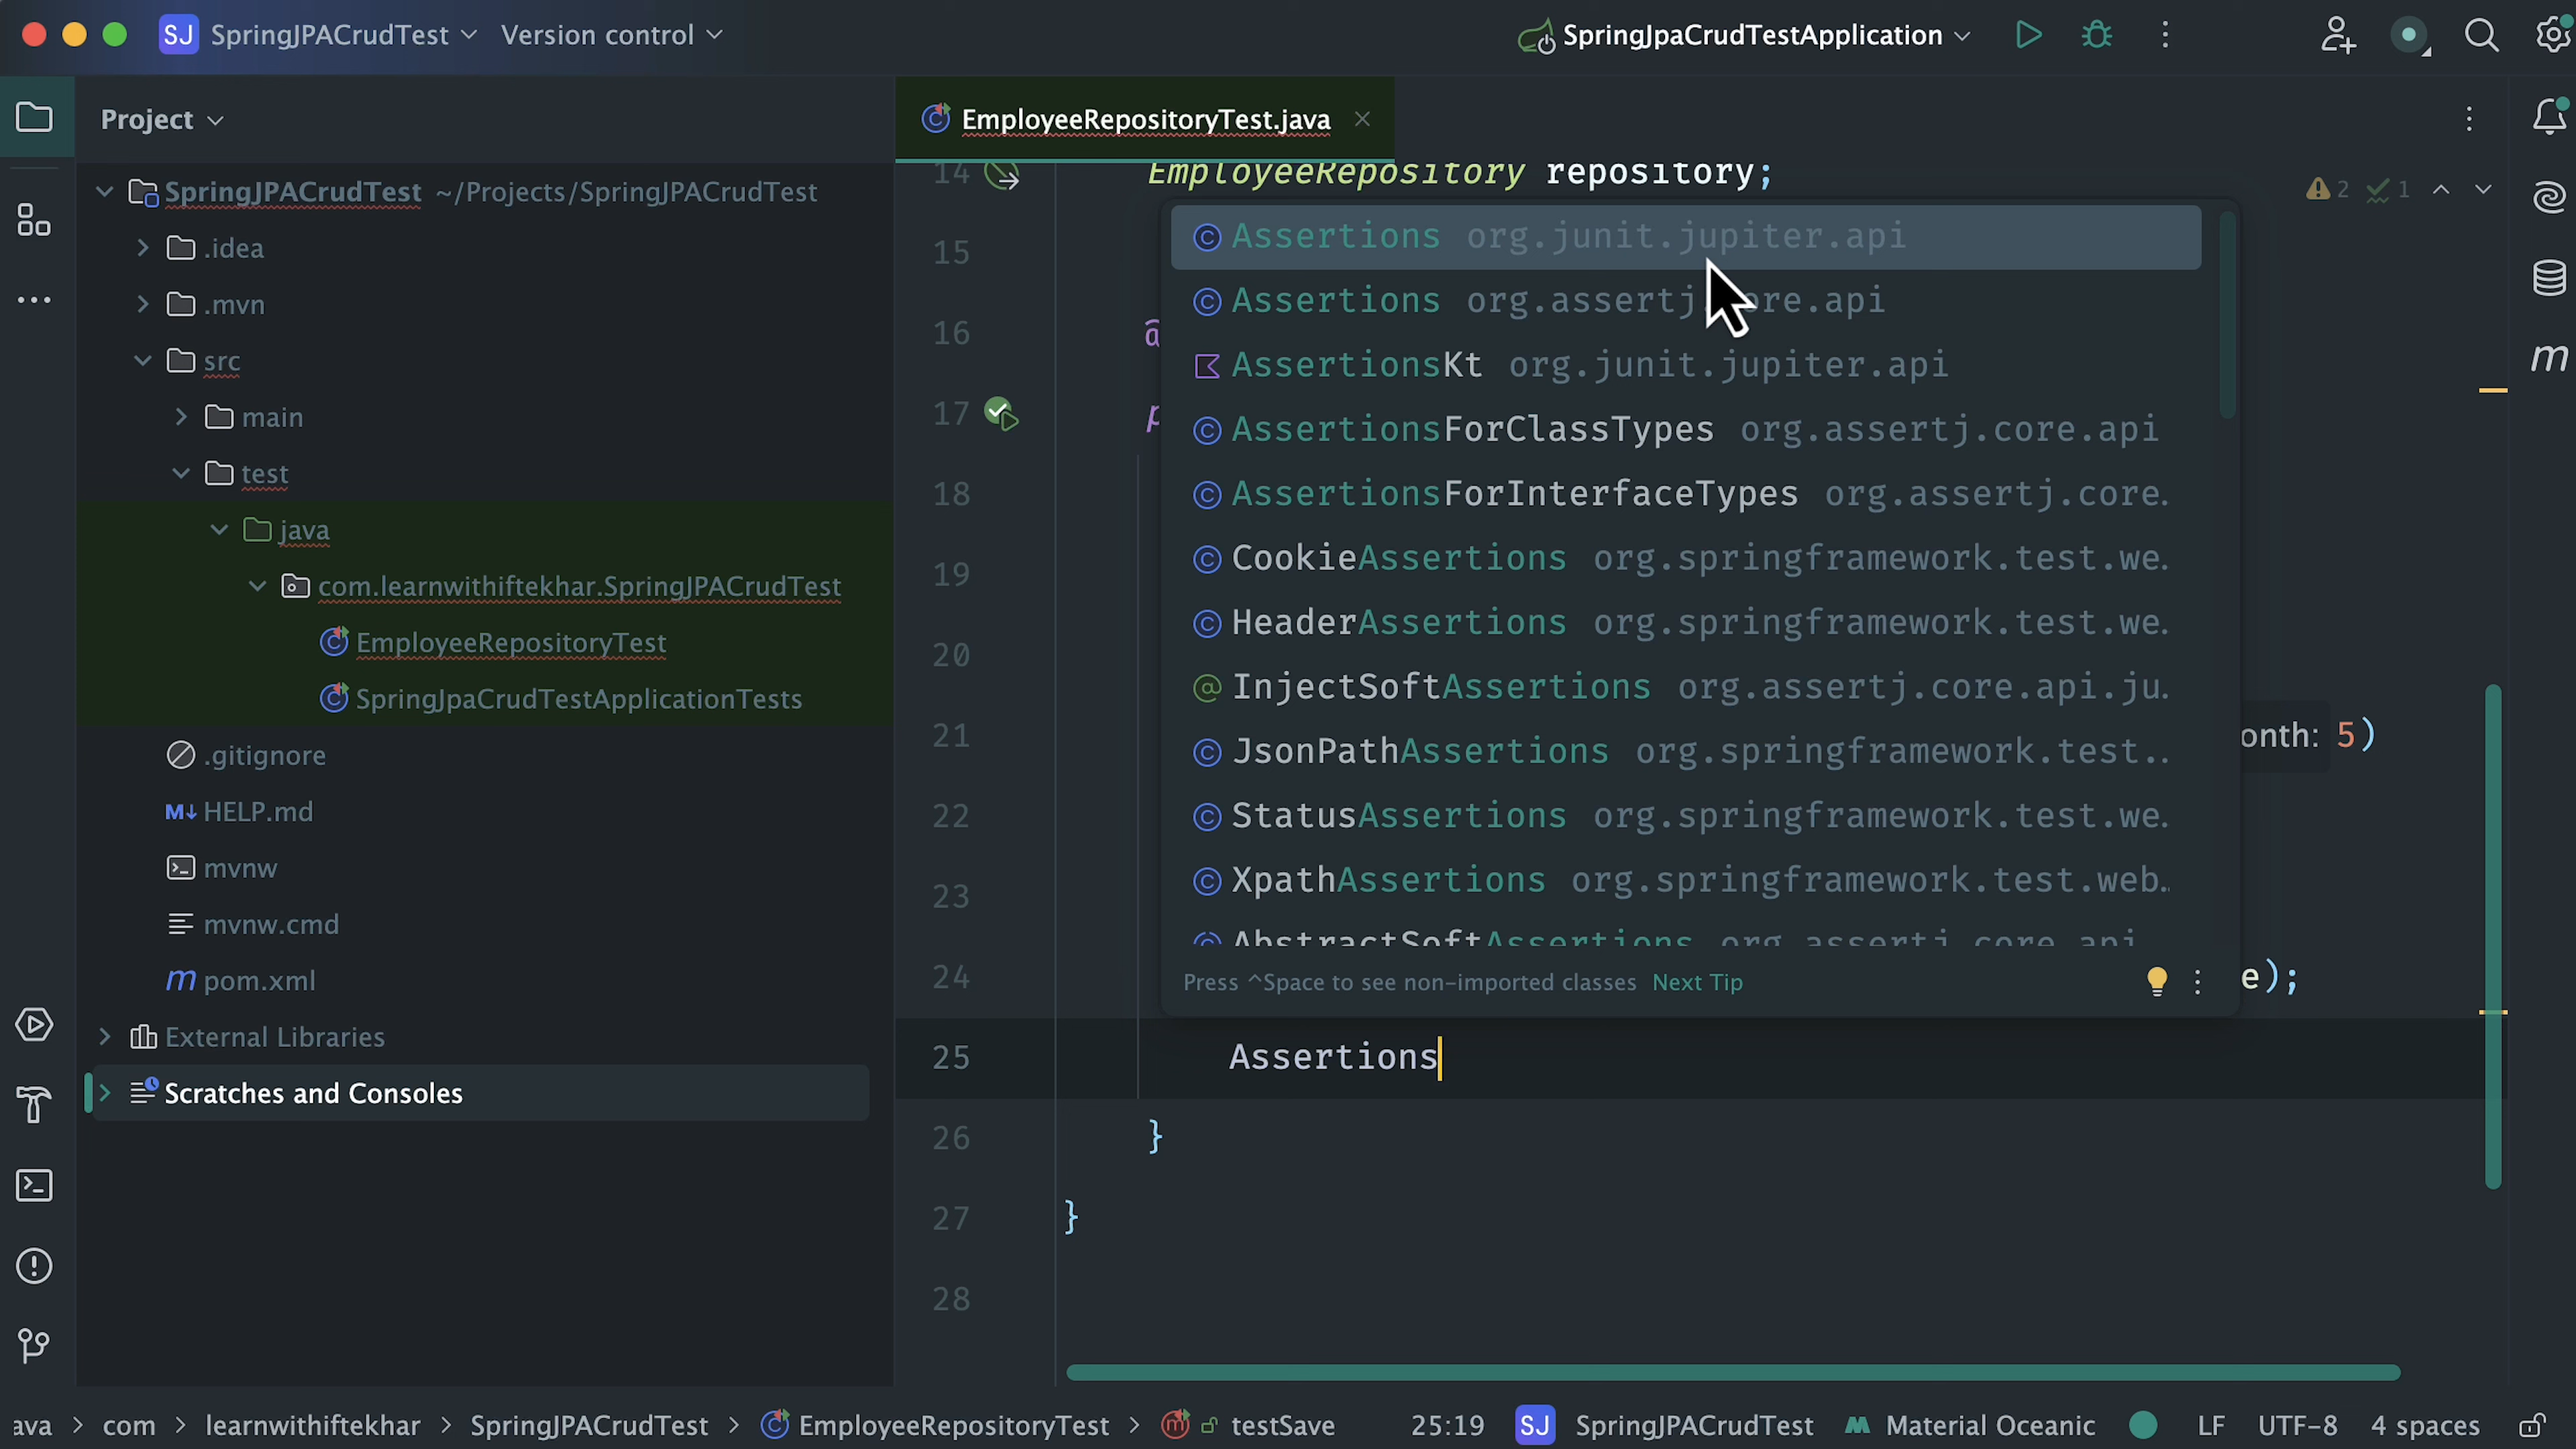 SJ SpringJPACrudTest Version control SpringJpaCrudTestApplication
Project
SpringJPACrudTest ~/Projects/SpringJPACrudTest
.idea
.mvn
src
main
test
java
com.learnwithiftekhar.SpringJPACrudTest
EmployeeRepositoryTest
SpringJpaCrudTestApplicationTests
.gitignore
M↓ HELP.md
mvnw
mvnw.cmd
m pom.xml
External Libraries
Scratches and Consoles
EmployeeRepositoryTest.java
2 1
14 EmployeeRepository repository;
15
16 @
17 p
18
19
20
21 onth: 5)
22
23
24 e);
25 Assertions
26 }
27 }
28
Assertions org.junit.jupiter.api
Assertions org.assertj.core.api
AssertionsKt org.junit.jupiter.api
AssertionsForClassTypes org.assertj.core.api
AssertionsForInterfaceTypes org.assertj.core.
CookieAssertions org.springframework.test.we.
HeaderAssertions org.springframework.test.we.
InjectSoftAssertions org.assertj.core.api.ju.
JsonPathAssertions org.springframework.test..
StatusAssertions org.springframework.test.we.
XpathAssertions org.springframework.test.web.
AbstractSoftAssertions org.assertj.core.api
Press ^Space to see non-imported classes Next Tip
m
ava > com > learnwithiftekhar > SpringJPACrudTest > EmployeeRepositoryTest > testSave 25:19 SJ SpringJPACrudTest Material Oceanic LF UTF-8 4 spaces